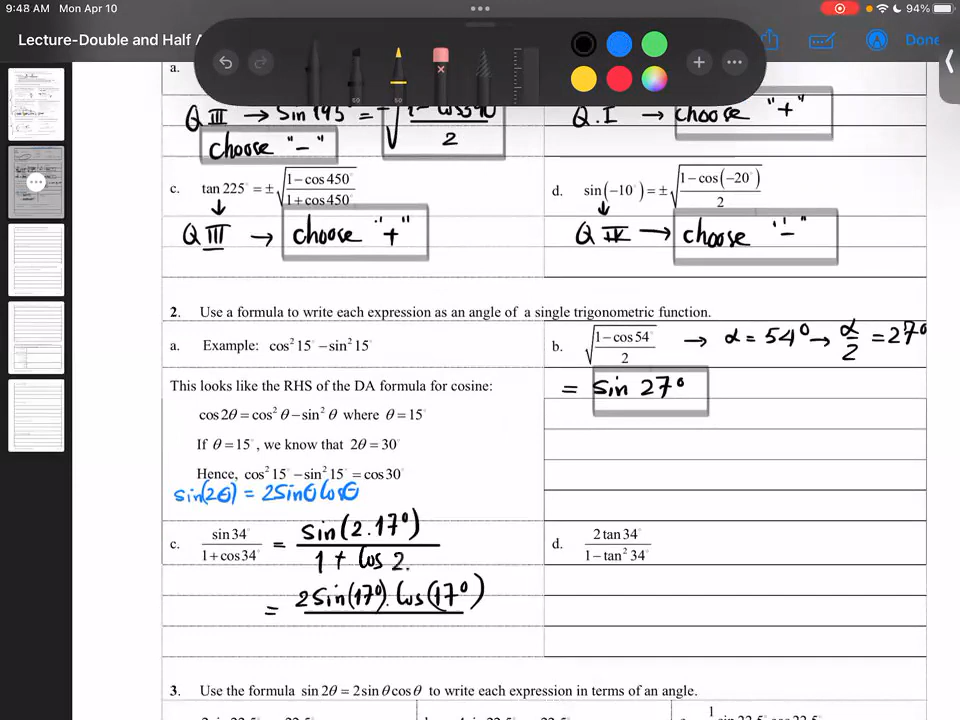 9:48 AM Mon Apr 10
94%
Lecture-Double and Half A
Done
a.
Q III → Sin 195° = - √((1 - cos390°)/2)
choose "-"
Q.I → choose "+"
c. tan 225° = ± √((1 − cos 450°)/(1 + cos 450°))
Q III → choose "+"
d. sin(−10°) = ± √((1 − cos(−20°))/2)
Q IV → choose "-"
2. Use a formula to write each expression as an angle of a single trigonometric function.
a. Example: cos² 15° − sin² 15°
This looks like the RHS of the DA formula for cosine:
cos 2θ = cos² θ − sin² θ where θ = 15°
If θ = 15°, we know that 2θ = 30°
Hence, cos² 15° − sin² 15° = cos 30°
b. √((1 − cos 54°)/2) → α = 54° → α/2 = 27°
= sin 27°
sin(2θ) = 2SinθCosθ
c. sin 34°/(1 + cos 34°) = Sin(2.17°)/(1 + Cos 2.
= 2Sin(17°).Cos(17°)
d. 2 tan 34°/(1 − tan² 34°)
3. Use the formula sin 2θ = 2 sin θ cos θ to write each expression in terms of an angle.